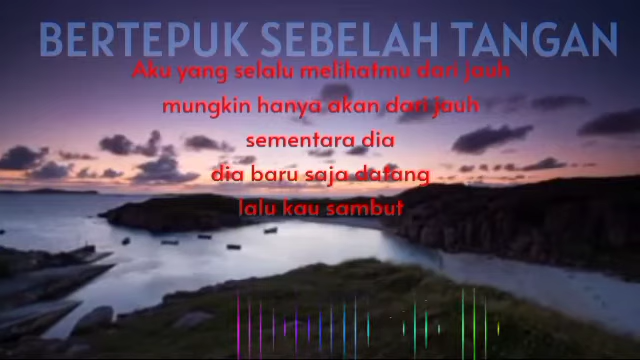 BERTEPUK SEBELAH TANGAN
Aku yang selalu melihatmu dari jauh
mungkin hanya akan dari jauh
sementara dia
dia baru saja datang
lalu kau sambut